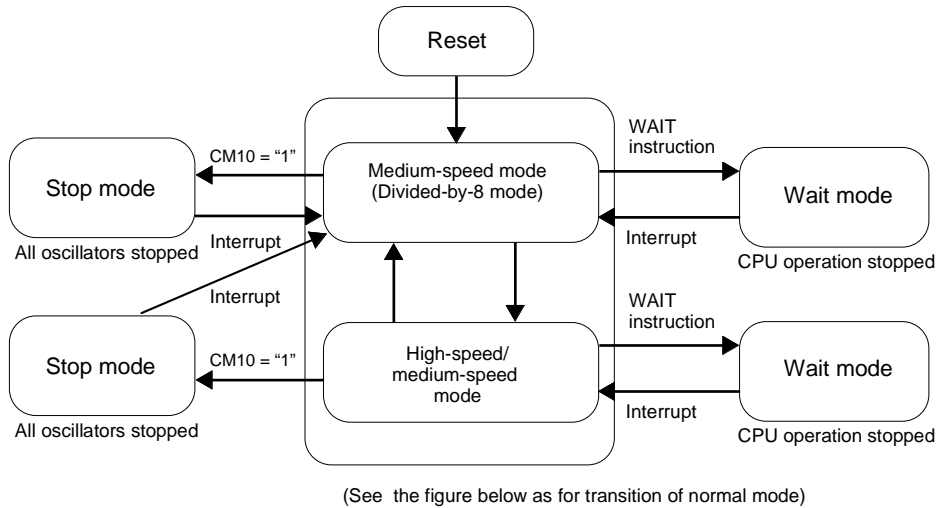 Reset
WAIT
instruction
CM10 = “1”
Medium-speed mode
(Divided-by-8 mode)
Stop mode
Wait mode
Interrupt
Interrupt
All oscillators stopped
CPU operation stopped
Interrupt
WAIT
instruction
CM10 = “1”
High-speed/
medium-speed
mode
Stop mode
Wait mode
Interrupt
All oscillators stopped
CPU operation stopped
(See the figure below as for transition of normal mode)